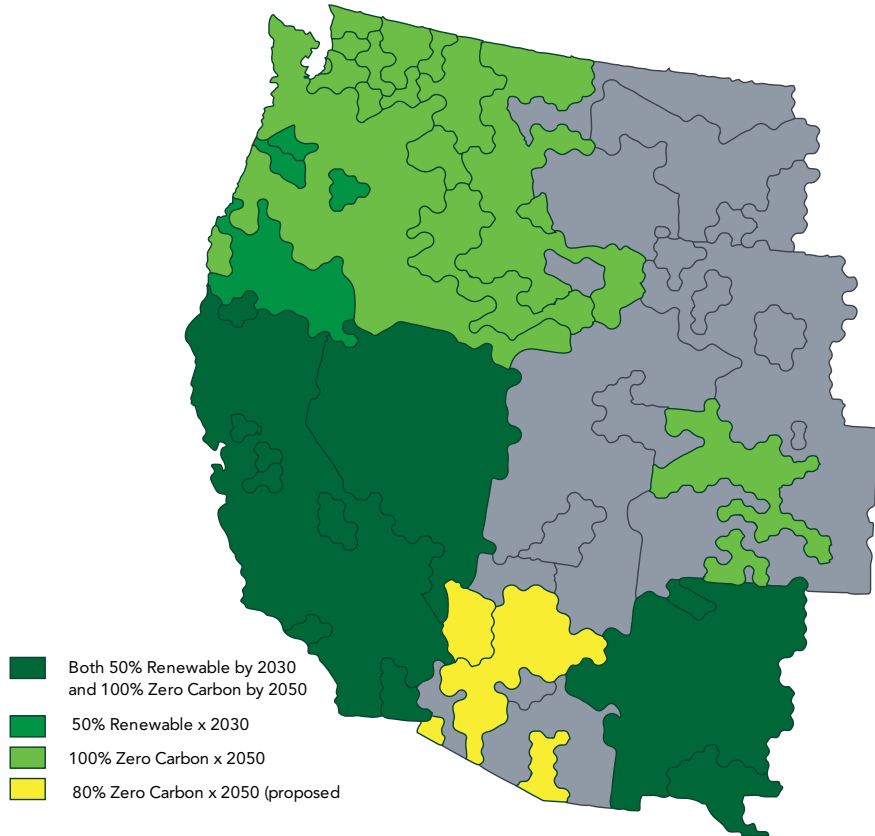 Both 50% Renewable by 2030
and 100% Zero Carbon by 2050
50% Renewable x 2030
100% Zero Carbon x 2050
80% Zero Carbon x 2050 (proposed